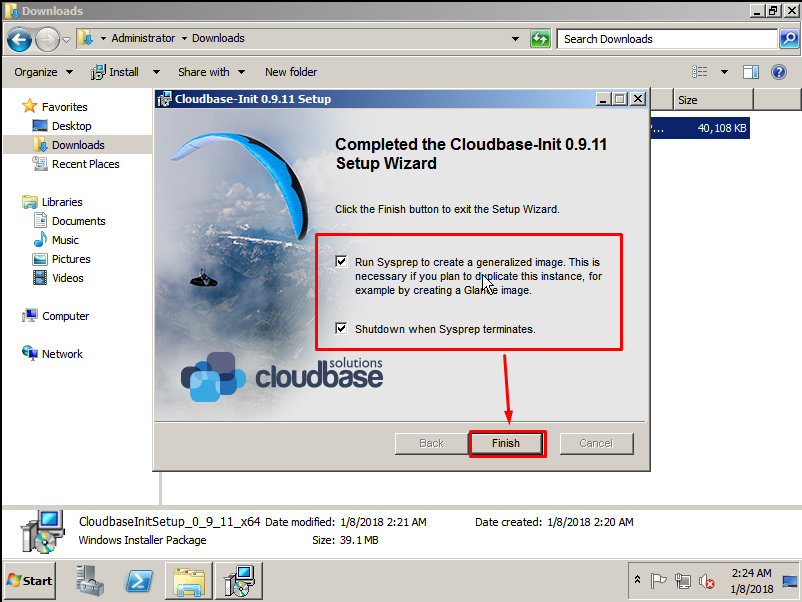 Downloads
Administrator Downloads
Search Downloads
Organize Install Share with New folder
Favorites
Desktop
Downloads
Recent Places
Libraries
Documents
Music
Pictures
Videos
Computer
Network
Size
P... 40,108 KB
Cloudbase-Init 0.9.11 Setup
Completed the Cloudbase-Init 0.9.11
Setup Wizard
Click the Finish button to exit the Setup Wizard.
Run Sysprep to create a generalized image. This is
necessary if you plan to duplicate this instance, for
example by creating a Glance image.
Shutdown when Sysprep terminates.
solutions
cloudbase
Back Finish Cancel
CloudbaseInitSetup_0_9_11_x64 Date modified: 1/8/2018 2:21 AM Date created: 1/8/2018 2:20 AM
Windows Installer Package Size: 39.1 MB
Start
2:24 AM
1/8/2018